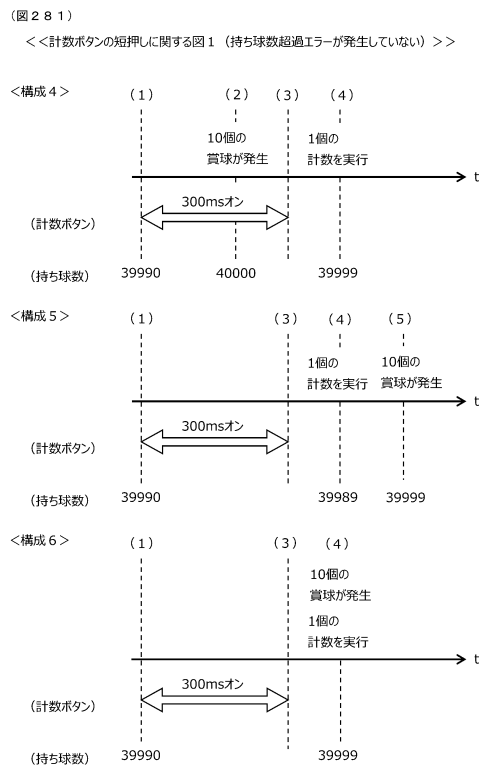 （図２８１）
＜＜計数ボタンの短押しに関する図１（持ち球数超過エラーが発生していない）＞＞
＜構成４＞
（１）　（２）　（３）　（４）
10個の　1個の
賞球が発生　計数を実行
t
300msオン
（計数ボタン）
（持ち球数）　39990　40000　39999
＜構成５＞
（１）　（３）　（４）　（５）
1個の　10個の
計数を実行　賞球が発生
t
300msオン
（計数ボタン）
（持ち球数）　39990　39989　39999
＜構成６＞
（１）　（３）　（４）
10個の
賞球が発生
1個の
計数を実行
t
300msオン
（計数ボタン）
（持ち球数）　39990　39999